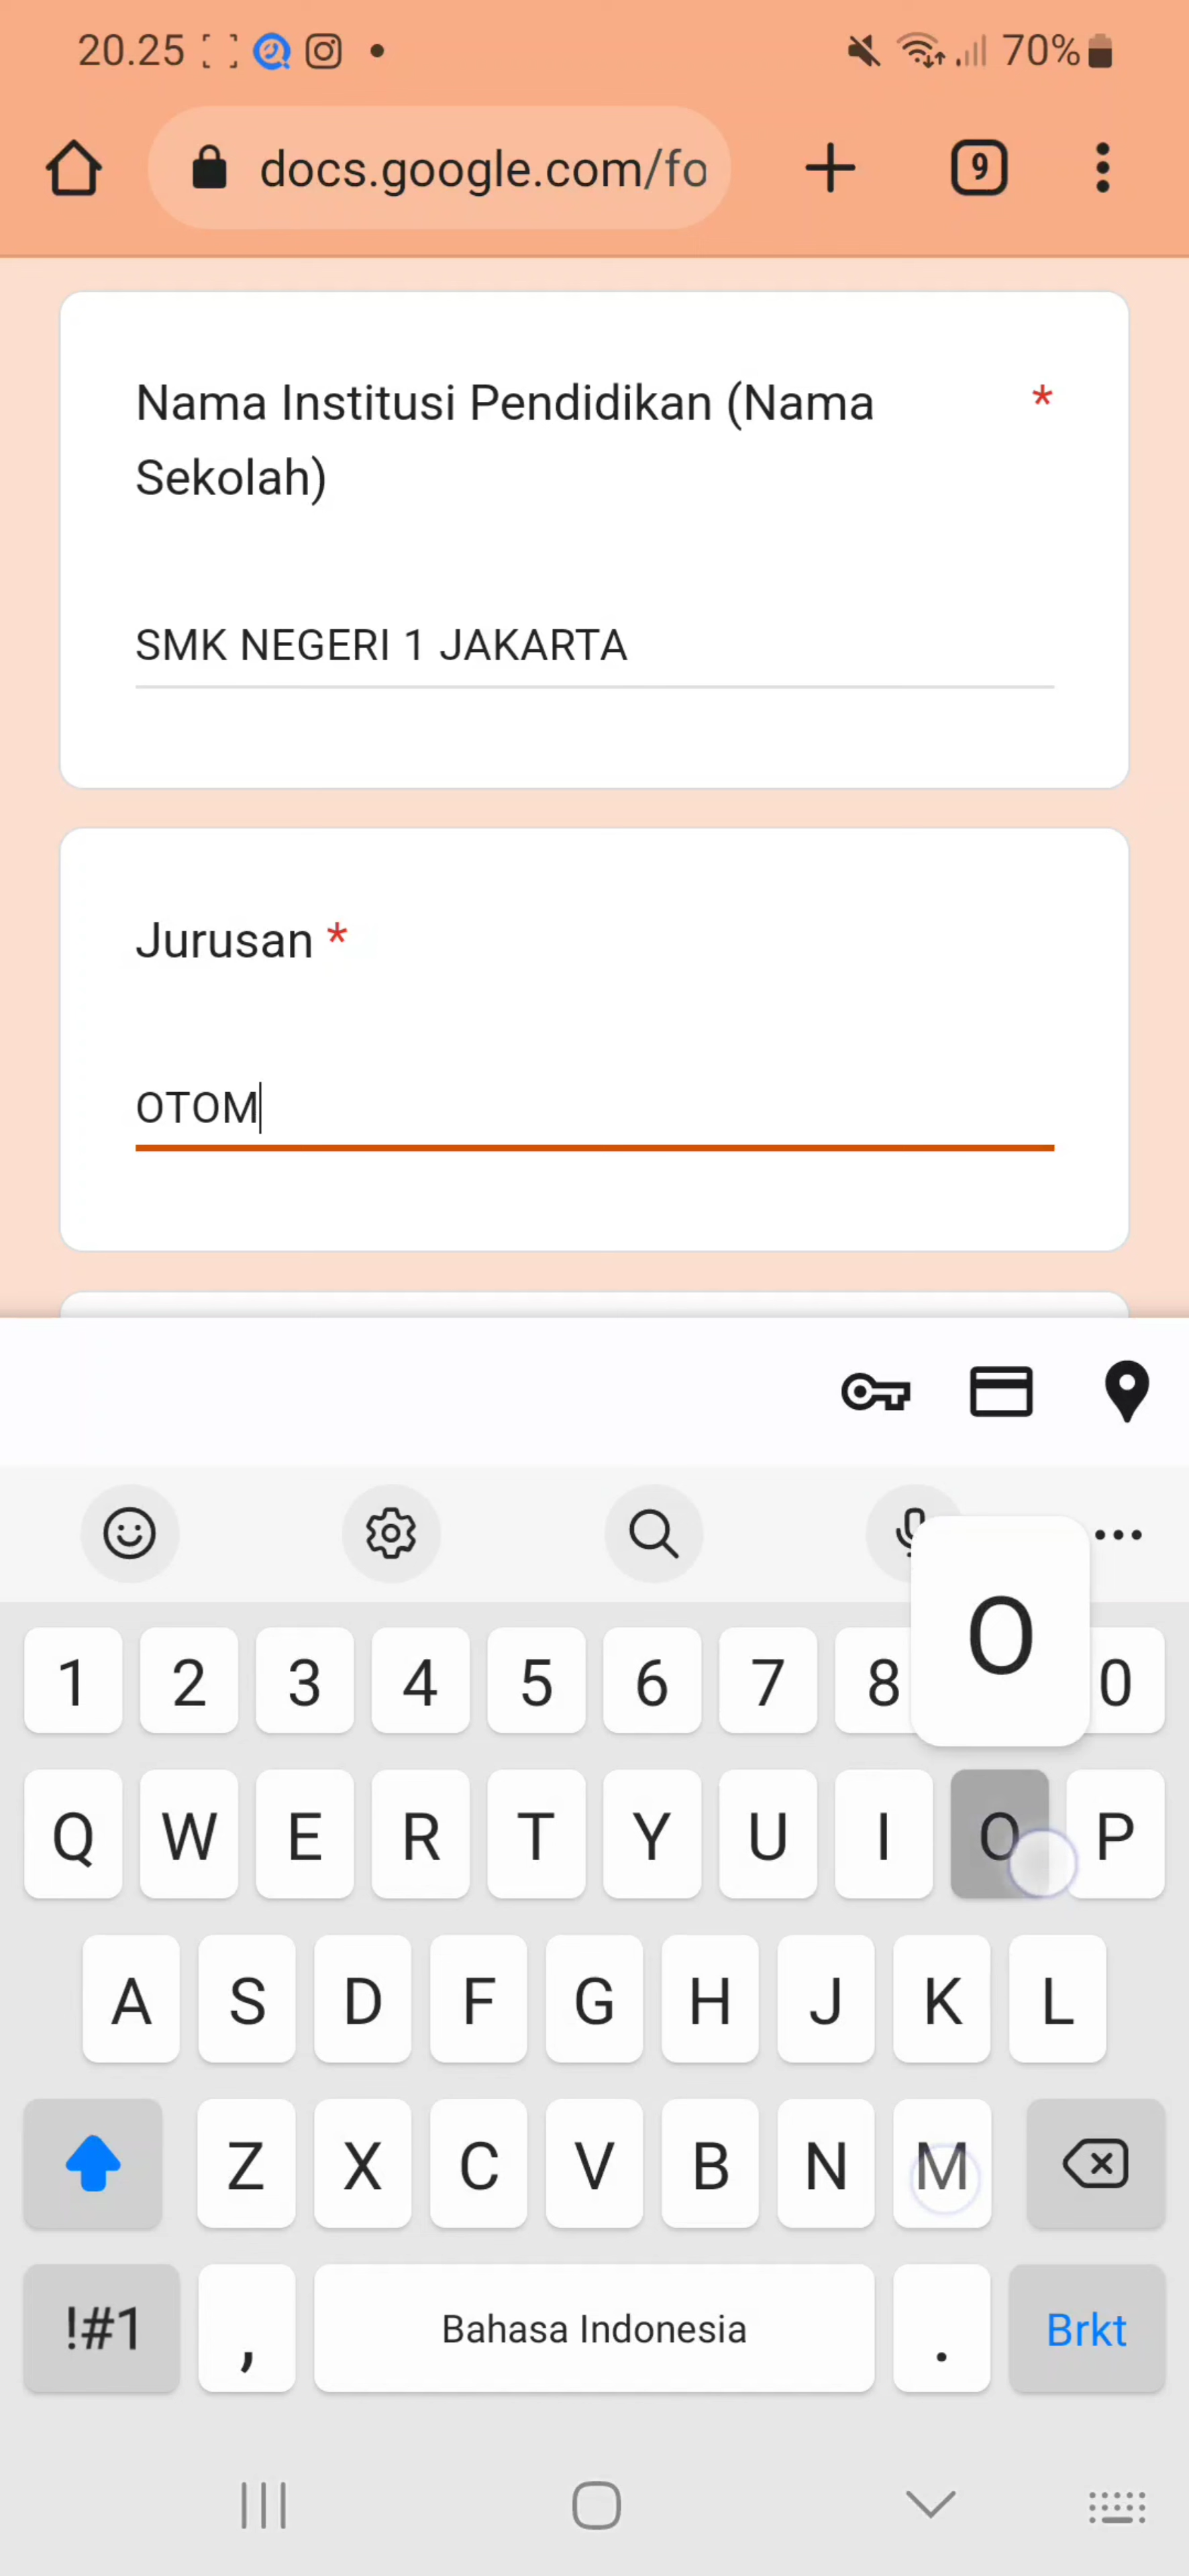 20.25
70%
docs.google.com/fo
9
Nama Institusi Pendidikan (Nama *
Sekolah)
SMK NEGERI 1 JAKARTA
Jurusan *
OTOM
O
1 2 3 4 5 6 7 8 0
Q W E R T Y U I O P
A S D F G H J K L
Z X C V B N M
!#1 , Bahasa Indonesia . Brkt